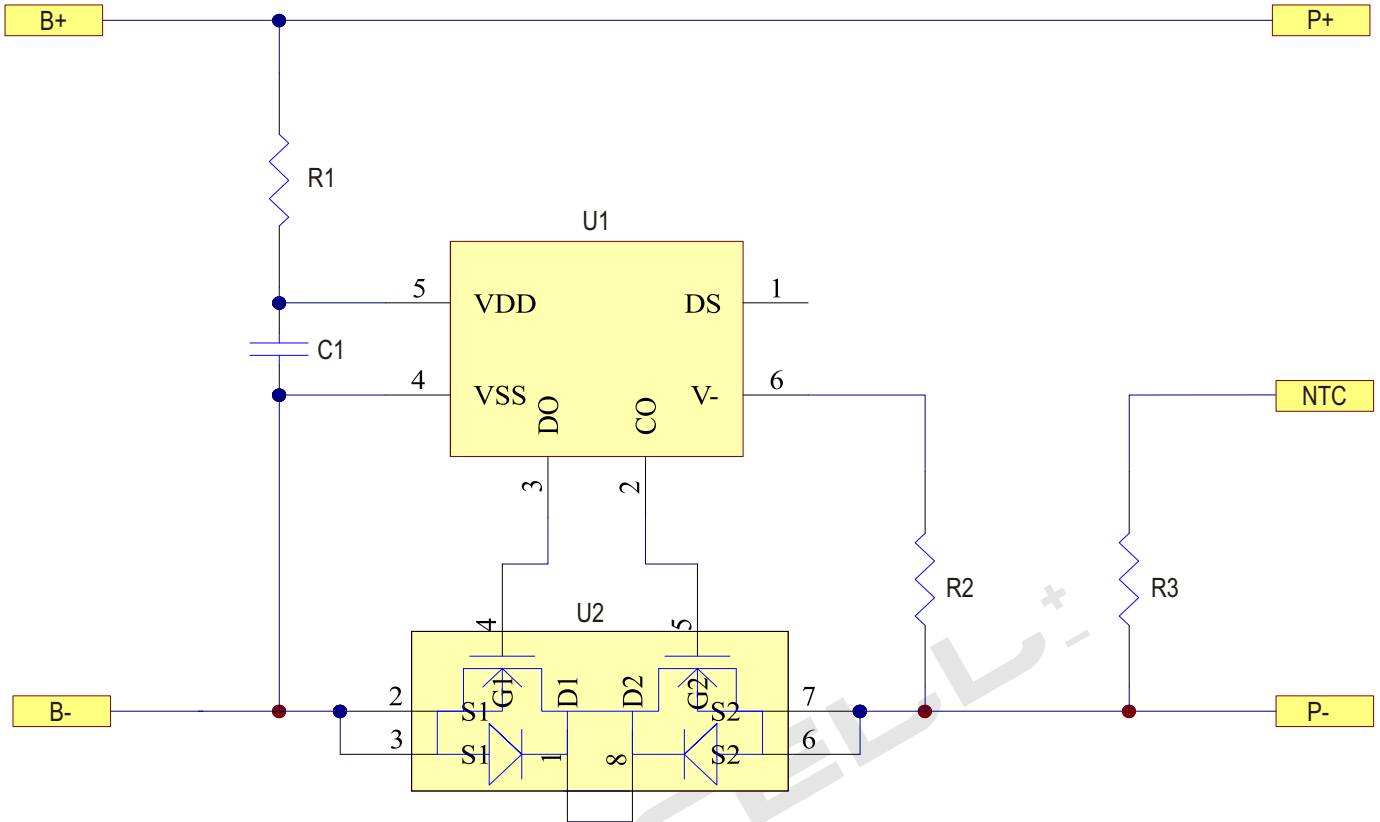 B+
P+
R1
U1
5
VDD
DS
1
C1
4
VSS
V-
6
NTC
DO
CO
3
2
R2
R3
U2
4
5
B-
2
S1
G1
D1
D2
G2
S2
7
P-
3
S1
1
8
S2
6